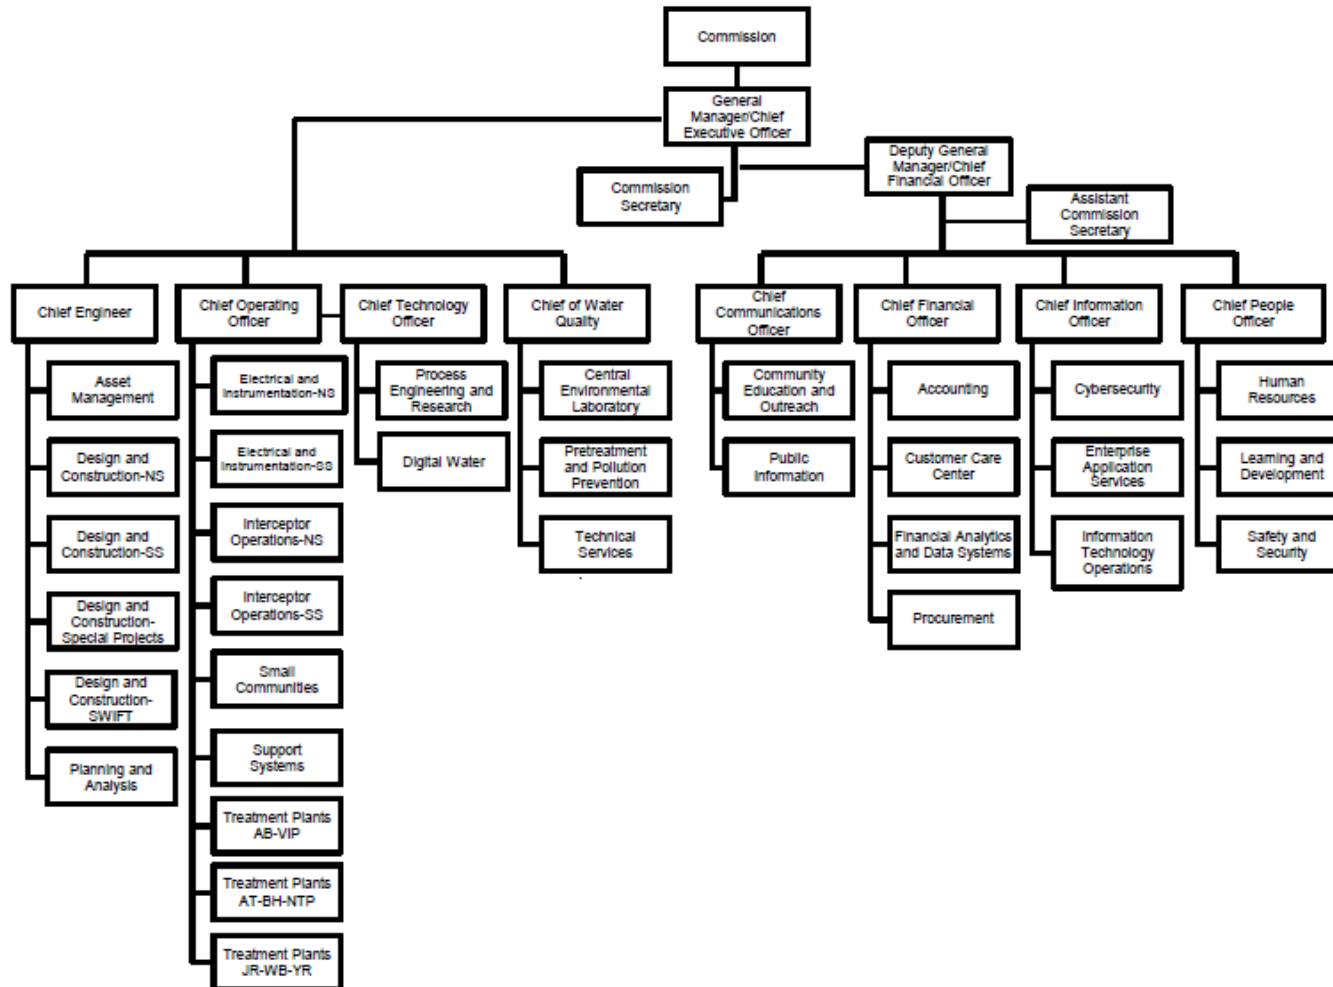 Commission
General
Manager/Chief
Executive Officer
Deputy General
Manager/Chief
Financial Officer
Commission
Secretary
Assistant
Commission
Secretary
Chief Engineer
Chief Operating
Officer
Chief Technology
Officer
Chief of Water
Quality
Chief
Communications
Officer
Chief Financial
Officer
Chief Information
Officer
Chief People
Officer
Asset
Management
Design and
Construction-NS
Design and
Construction-SS
Design and
Construction-
Special Projects
Design and
Construction-
SWIFT
Planning and
Analysis
Electrical and
Instrumentation-NS
Electrical and
Instrumentation-SS
Interceptor
Operations-NS
Interceptor
Operations-SS
Small
Communities
Support
Systems
Treatment Plants
AB-VIP
Treatment Plants
AT-BH-NTP
Treatment Plants
JR-WB-YR
Process
Engineering and
Research
Digital Water
Central
Environmental
Laboratory
Pretreatment
and Pollution
Prevention
Technical
Services
Community
Education and
Outreach
Public
Information
Accounting
Customer Care
Center
Financial Analytics
and Data Systems
Procurement
Cybersecurity
Enterprise
Application
Services
Information
Technology
Operations
Human
Resources
Learning and
Development
Safety and
Security